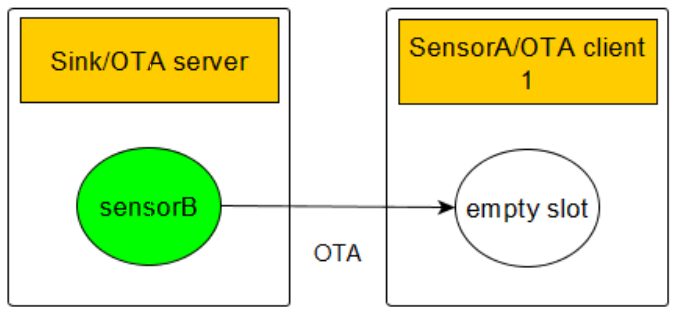 Sink/OTA server
SensorA/OTA client
1
sensorB
empty slot
OTA